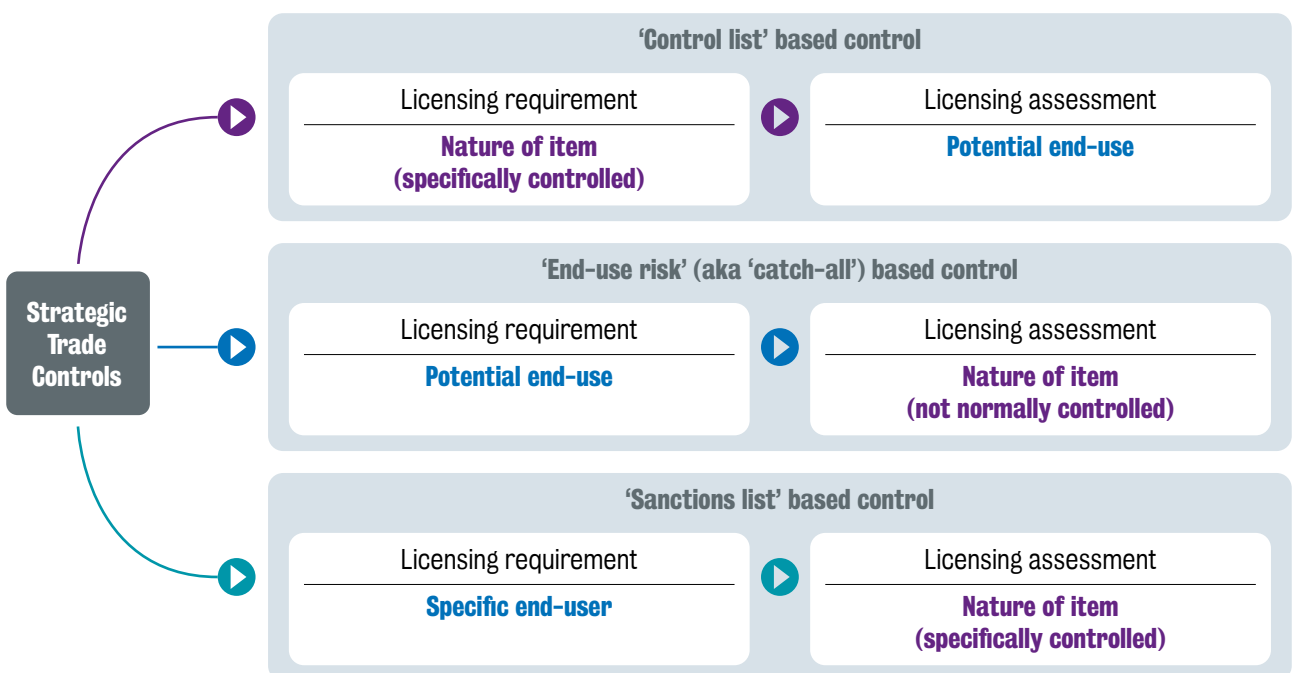 ‘Control list’ based control
Licensing requirement
Nature of item
(specifically controlled)
Licensing assessment
Potential end-use
Strategic
Trade
Controls
‘End-use risk’ (aka ‘catch-all’) based control
Licensing requirement
Potential end-use
Licensing assessment
Nature of item
(not normally controlled)
‘Sanctions list’ based control
Licensing requirement
Specific end-user
Licensing assessment
Nature of item
(specifically controlled)